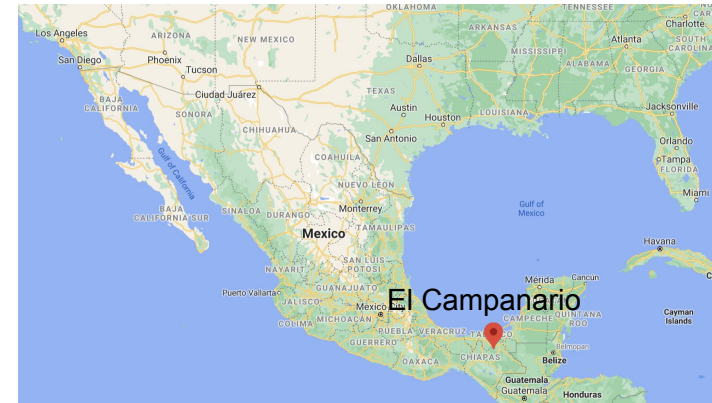 OKLAHOMA
TENNESSEE
Los Angeles
ARIZONA
NEW MEXICO
ARKANSAS
Charlotte
Atlanta
SOUTH
CAROLINA
San Diego
Phoenix
Tucson
Dallas
MISSISSIPPI
ALABAMA
GEORGIA
Ciudad Juárez
TEXAS
BAJA
CALIFORNIA
SONORA
CHIHUAHUA
Austin
Houston
LOUISIANA
Jacksonville
San Antonio
COAHUILA
Orlando
Tampa
FLORIDA
Gulf of California
NUEVO LEON
Miami
BAJA
CALIFORNIA SUR
SINALOA
DURANGO
Monterrey
Gulf of
Mexico
Mexico
TAMAULIPAS
Havana
SAN LUIS
POTOSI
NAYARIT
Mérida
Cancun
Puerto Vallarta
GUANAJUATO
El Campanario
JALISCO
Mexico City
CAMPECHE
QUINTANA
ROO
Cayman
Islands
COLIMA
MICHOACÁN
PUEBLA
VERACRUZ
GUERRERO
Belmopan
Belize
OAXACA
CHIAPAS
Guatemala
Guatemala
Honduras